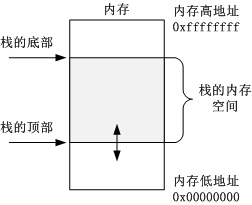 内存
内存高地址
0xffffffff
栈的底部
栈的内存
空间
栈的顶部
内存低地址
0x00000000